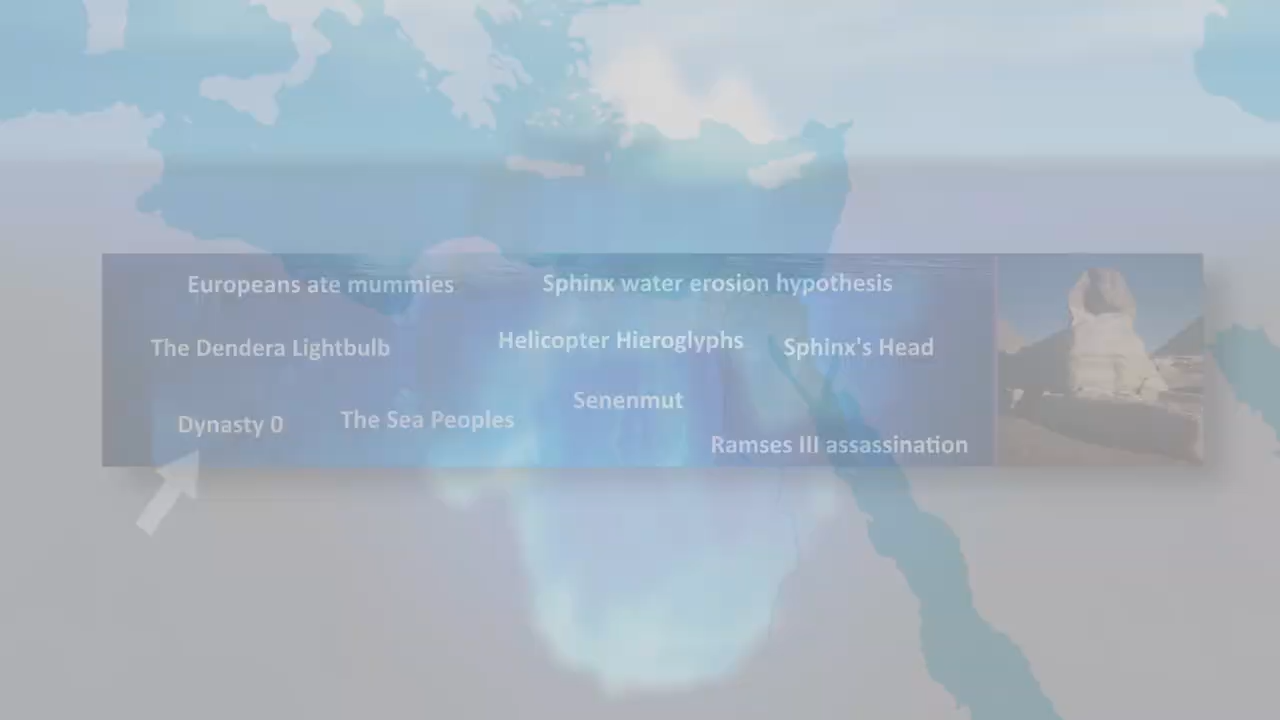 Europeans ate mummies
Sphinx water erosion hypothesis
The Dendera Lightbulb
Helicopter Hieroglyphs
Sphinx's Head
Senenmut
Dynasty 0
The Sea Peoples
Ramses III assassination